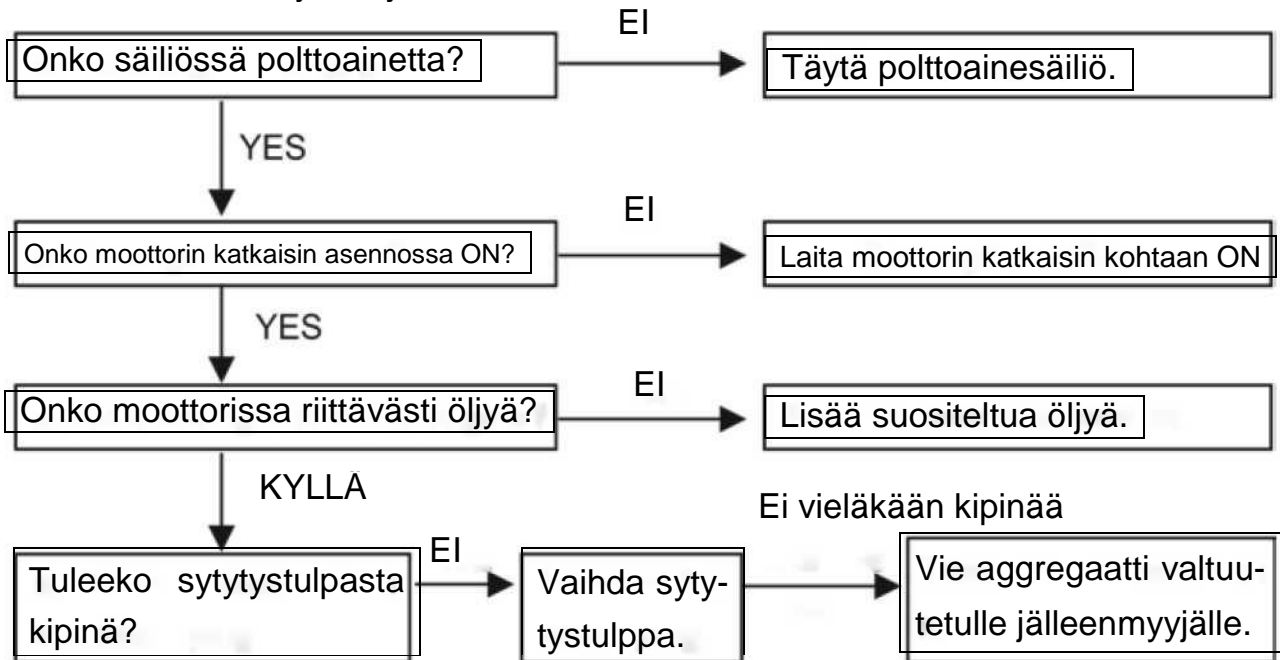 EI
Onko säiliössä polttoainetta?
Täytä polttoainesäiliö.
YES
EI
Onko moottorin katkaisin asennossa ON?
Laita moottorin katkaisin kohtaan ON
YES
EI
Onko moottorissa riittävästi öljyä?
Lisää suositeltua öljyä.
KYLLÄ
Ei vieläkään kipinää
EI
Tuleeko sytytystulpasta
kipinä?
Vaihda syty-
tystulppa.
Vie aggregaatti valtuu-
tetulle jälleenmyyjälle.